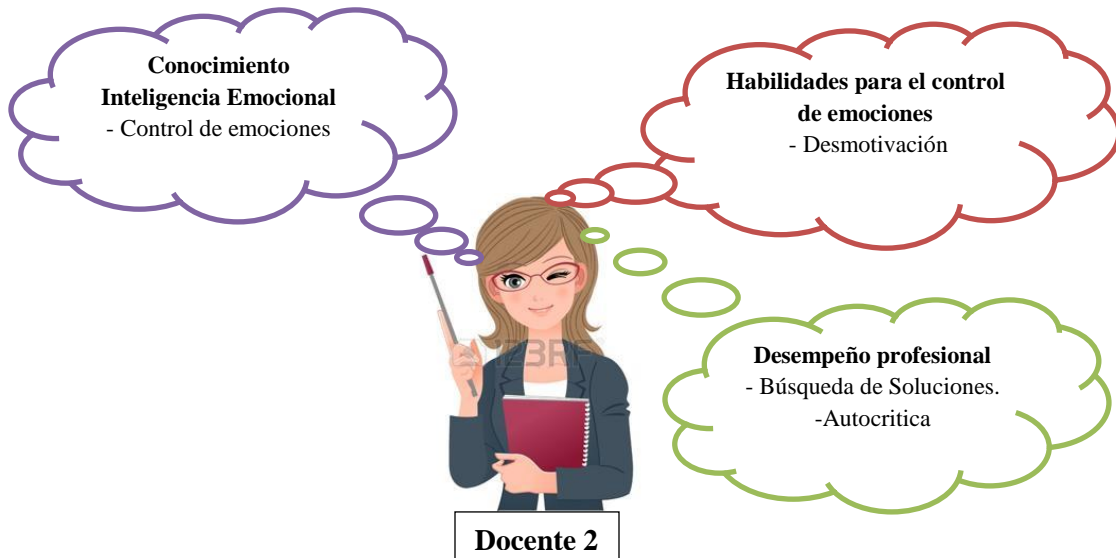 Conocimiento
Inteligencia Emocional
- Control de emociones
Habilidades para el control
de emociones
- Desmotivación
Desempeño profesional
- Búsqueda de Soluciones.
-Autocritica
123RF
Docente 2